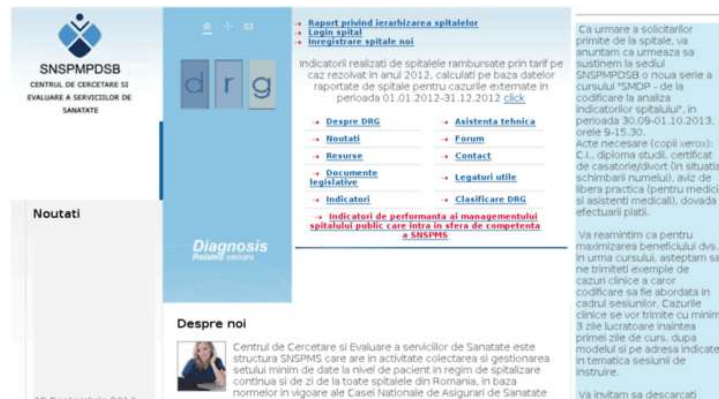 SNSPMPDSB
CENTRUL DE CERCETARE SI
EVALUARE A SERVICIILOR DE
SANATATE
Noutati
drg
Diagnosis
Raport privind ierarhizarea spitalelor
Login spital
Inregistrare spitale noi
Indicatorii realizati de spitalele rambursate prin tarif pe
caz rezolvat in anul 2012, calculati pe baza datelor
raportate de spitale pentru cazurile externate in
perioada 01.01.2012-31.12.2012 click
Despre DRG
Asistenta tehnica
Noutati
Forum
Resurse
Contact
Documente
legislative
Legaturi utile
Indicatori
Clasificare DRG
Indicatori de performanta ai managementului
spitalului public care intra in sfera de competenta
a SNSPMS
Despre noi
Centrul de Cercetare si Evaluare a serviciilor de Sanatate este
structura SNSPMS care are in activitate colectarea si gestionarea
setului minim de date la nivel de pacient in regim de spitalizare
continua si de zi de la toate spitalele din Romania, in baza
normelor in vigoare ale Casei Nationale de Asigurari de Sanatate
Ca urmare a solicitarilor
primite de la spitale, va
anuntam ca urmeaza sa
sustinem la sediul
SNSPMPDSB o noua serie a
cursului "SMDP - de la
codificare la analiza
indicatorilor spitalului", in
perioada 30.09-01.10.2013.
orele 9-15.30.
Acte necesare (copii xerox):
C.I., diploma studii, certificat
de casatorie/divort (in situatia
schimbarii numelui), aviz de
libera practica (pentru medici
si asistenti medicali), dovada
efectuarii platii.
Va reamintim ca pentru
maximizarea beneficiului dvs.
in urma cursului, asteptam sa
ne trimiteti exemple de
cazuri clinice a caror
codificare sa fie abordata in
cadrul sesiunilor. Cazurile
clinice se vor trimite cu minim
3 zile lucratoare inaintea
primei zile de curs, dupa
modelul si pe adresa indicate
in tematica sesiunii de
instruire.
Va invitam sa descarcati